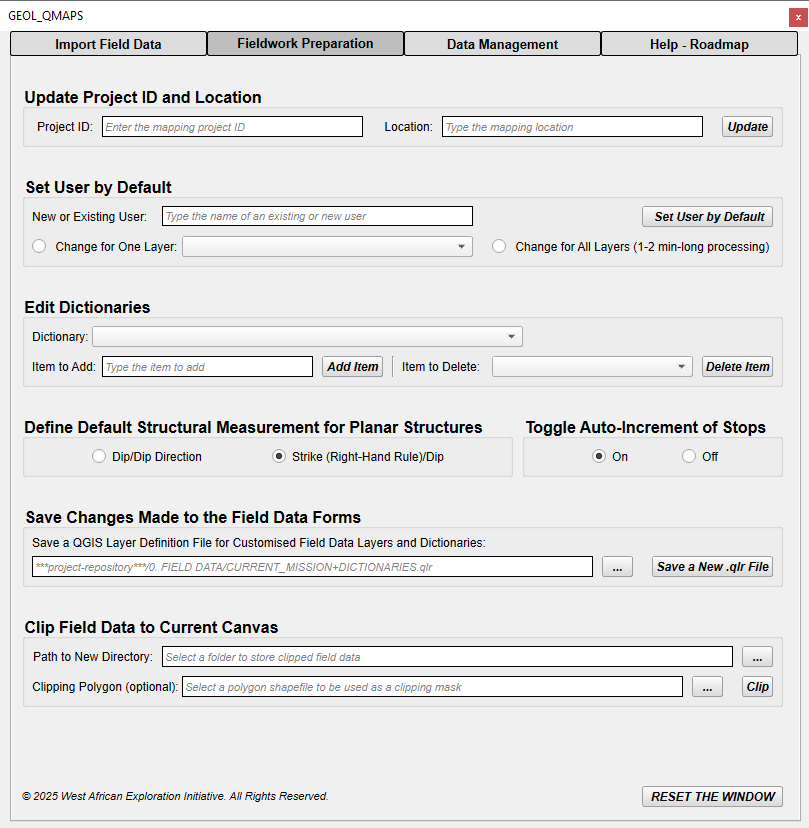 GEOL_QMAPS
x
Import Field Data Fieldwork Preparation Data Management Help - Roadmap
Update Project ID and Location
Project ID: Enter the mapping project ID Location: Type the mapping location Update
Set User by Default
New or Existing User: Type the name of an existing or new user Set User by Default
Change for One Layer: Change for All Layers (1-2 min-long processing)
Edit Dictionaries
Dictionary:
Item to Add: Type the item to add Add Item Item to Delete: Delete Item
Define Default Structural Measurement for Planar Structures Toggle Auto-Increment of Stops
Dip/Dip Direction Strike (Right-Hand Rule)/Dip On Off
Save Changes Made to the Field Data Forms
Save a QGIS Layer Definition File for Customised Field Data Layers and Dictionaries:
***project-repository***/0. FIELD DATA/CURRENT_MISSION+DICTIONARIES.qlr ... Save a New .qlr File
Clip Field Data to Current Canvas
Path to New Directory: Select a folder to store clipped field data ...
Clipping Polygon (optional): Select a polygon shapefile to be used as a clipping mask ... Clip
© 2025 West African Exploration Initiative. All Rights Reserved. RESET THE WINDOW